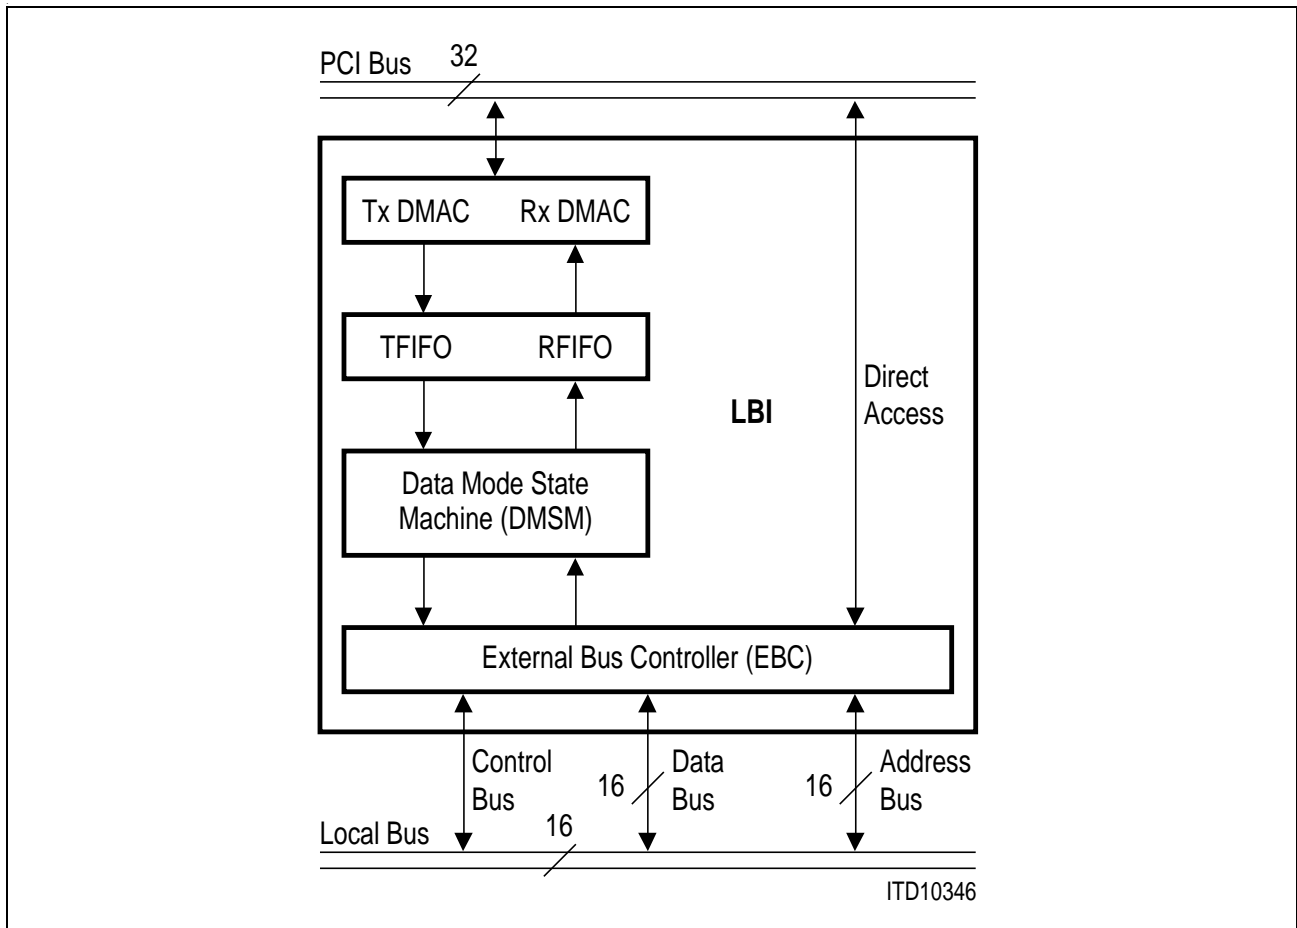 PCI Bus 32
Tx DMAC Rx DMAC
TFIFO RFIFO
Direct
Access
LBI
Data Mode State
Machine (DMSM)
External Bus Controller (EBC)
Control
Bus
16
Data
Bus
16
Address
Bus
Local Bus 16
ITD10346